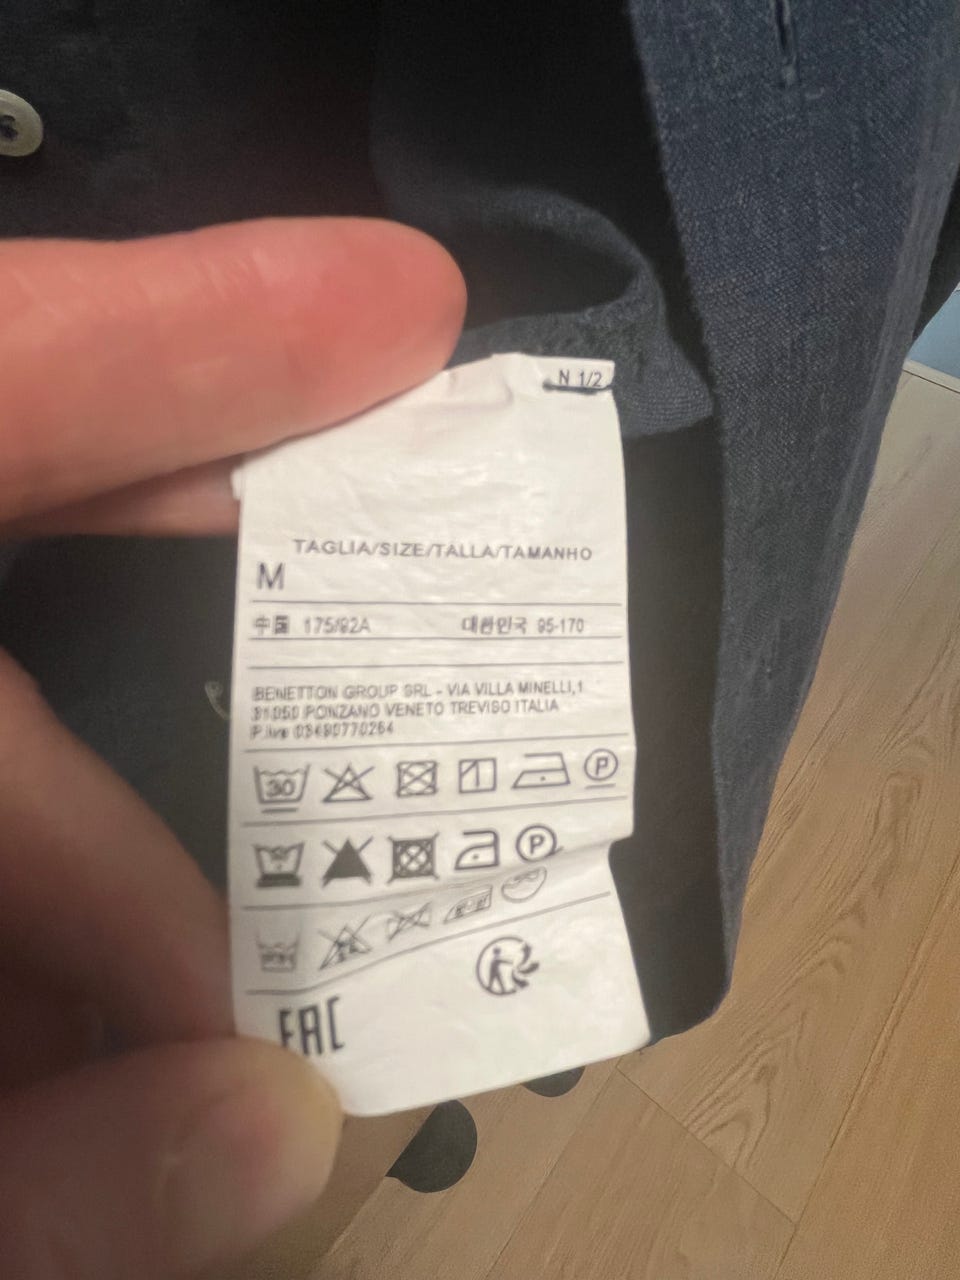 N 1/2
TAGLIA/SIZE/TALLA/TAMANHO
M
中国 175/92A 대한민국 95-170
BENETTON GROUP SRL - VIA VILLA MINELLI,1
31050 PONZANO VENETO TREVISO ITALIA
P.Iva
30
P
P
EAC